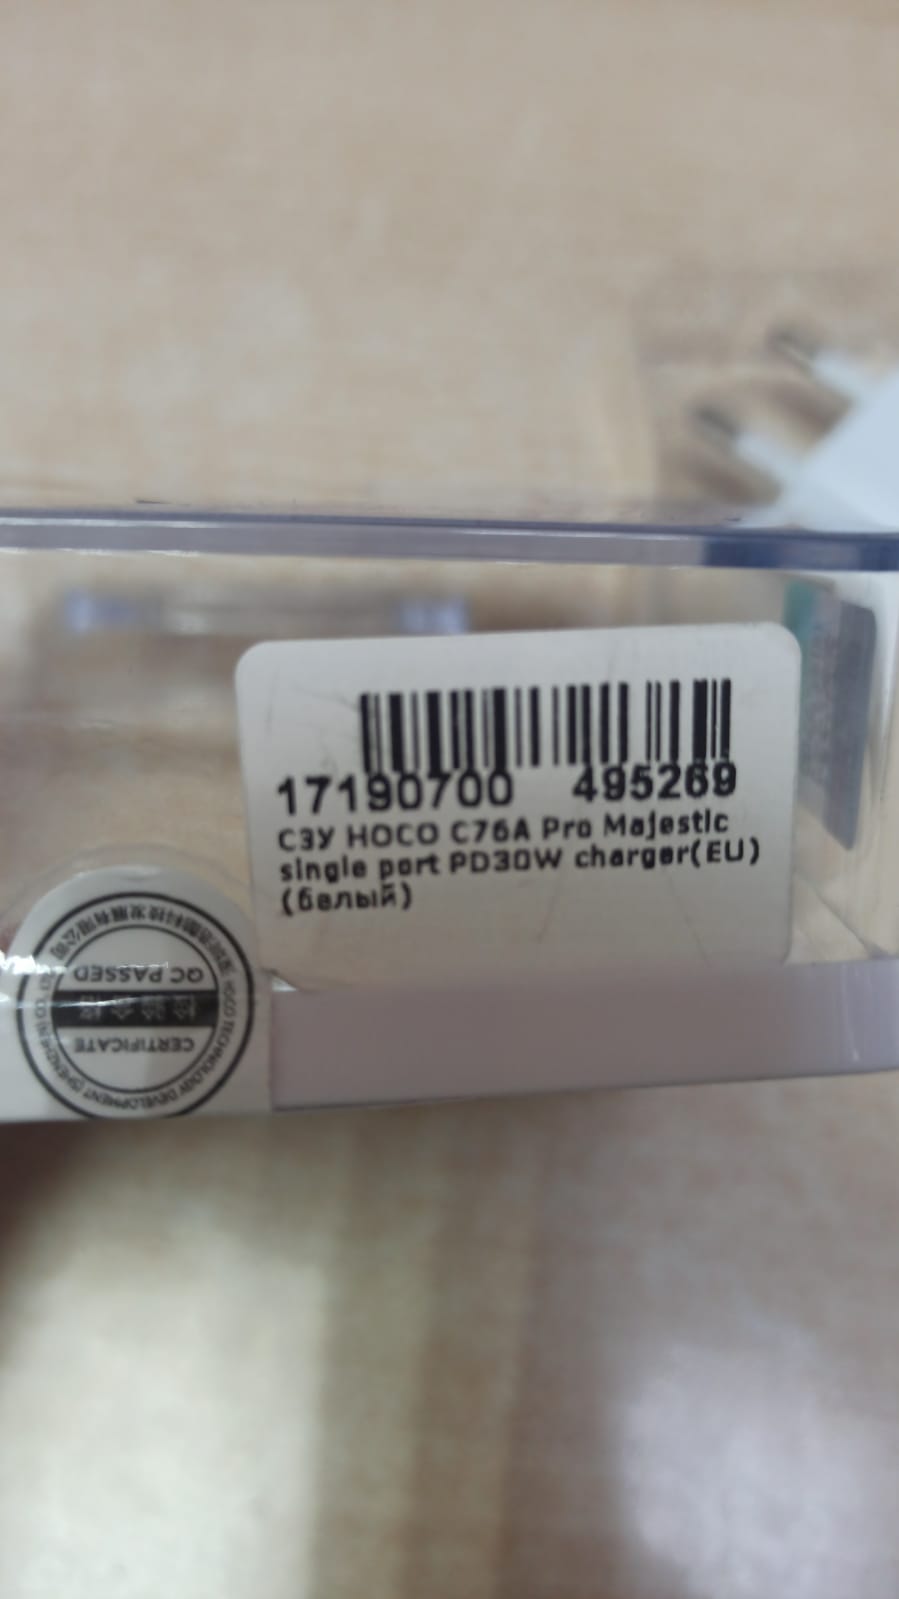 17190700 495269
СЗУ HOCO C76A Pro Majestic
single port PD30W charger(EU)
(белый)
QC PASSED
CERTIFICATE